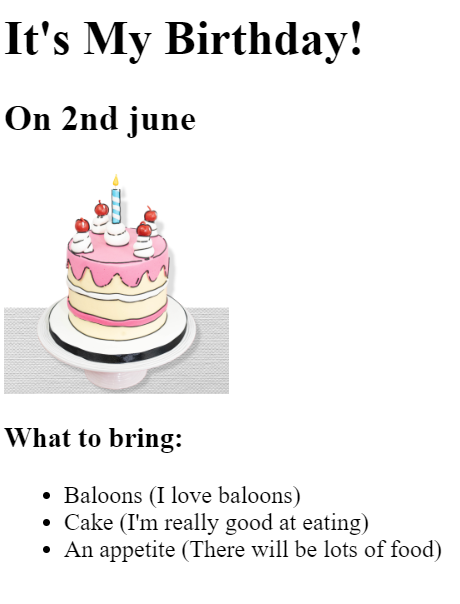 It's My Birthday!
On 2nd june
What to bring:
Baloons (I love baloons)
Cake (I'm really good at eating)
An appetite (There will be lots of food)